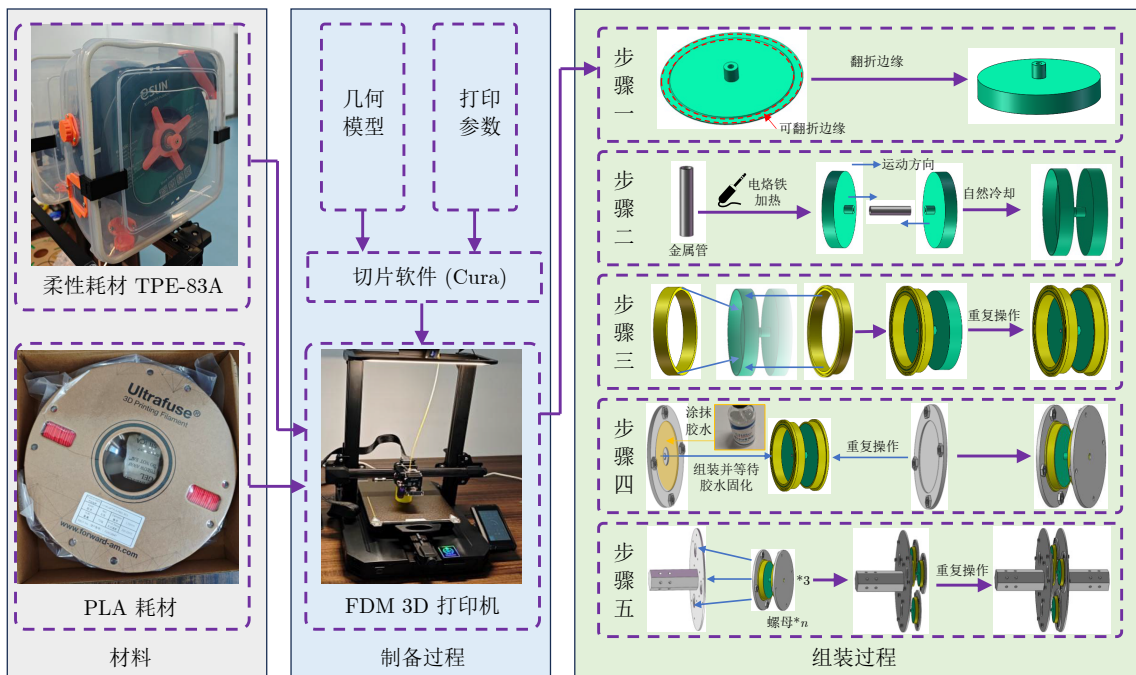 eSUN
柔性耗材 TPE-83A
Ultrafuse®
3D Printing Filament
www.forward-am.com
PLA 耗材
材料
几何
模型
打印
参数
切片软件 (Cura)
FDM 3D 打印机
制备过程
步骤一
翻折边缘
可翻折边缘
步骤二
金属管
电烙铁
加热
运动方向
自然冷却
步骤三
重复操作
步骤四
涂抹
胶水
组装并等待
胶水固化
重复操作
步骤五
*3
螺母*n
重复操作
组装过程